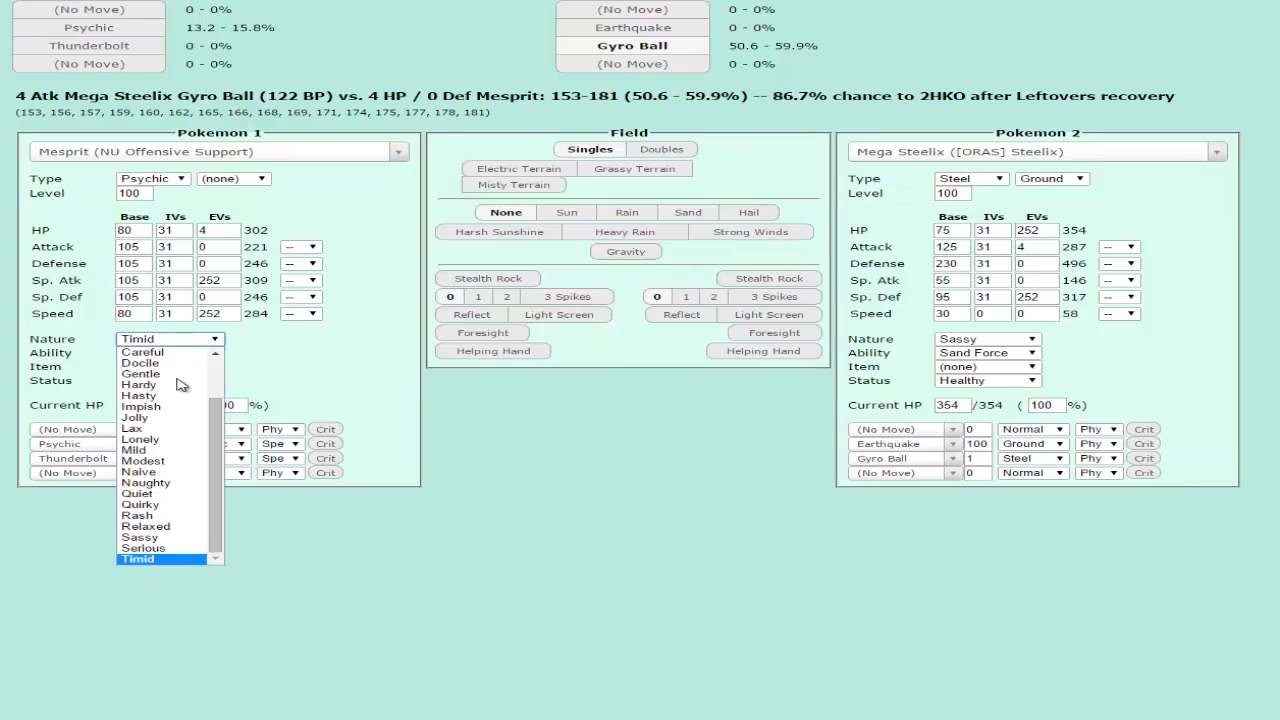 (No Move) 0 - 0% (No Move) 0 - 0%
Psychic 13.2 - 15.8% Earthquake 0 - 0%
Thunderbolt 0 - 0% Gyro Ball 50.6 - 59.9%
(No Move) 0 - 0% (No Move) 0 - 0%
4 Atk Mega Steelix Gyro Ball (122 BP) vs. 4 HP / 0 Def Mesprit: 153-181 (50.6 - 59.9%) -- 86.7% chance to 2HKO after Leftovers recovery
(153, 156, 157, 159, 160, 162, 165, 166, 168, 169, 171, 174, 175, 177, 178, 181)
Pokemon 1
Mesprit (NU Offensive Support)
Type Psychic (none)
Level 100
Base IVs EVs
HP 80 31 4 302
Attack 105 31 0 221 --
Defense 105 31 0 246 --
Sp. Atk 105 31 252 309 --
Sp. Def 105 31 0 246 --
Speed 80 31 252 284 --
Nature Timid
Ability
Item
Status
Careful
Docile
Gentle
Hardy
Hasty
Impish
Jolly
Lax
Lonely
Mild
Modest
Naive
Naughty
Quiet
Quirky
Rash
Relaxed
Sassy
Serious
Timid
Current HP %)
(No Move) Phy Crit
Psychic Spe Crit
Thunderbolt Spe Crit
(No Move) Phy Crit
Field
Singles Doubles
Electric Terrain Grassy Terrain
Misty Terrain
None Sun Rain Sand Hail
Harsh Sunshine Heavy Rain Strong Winds
Gravity
Stealth Rock Stealth Rock
0 1 2 3 Spikes 0 1 2 3 Spikes
Reflect Light Screen Reflect Light Screen
Foresight Foresight
Helping Hand Helping Hand
Pokemon 2
Mega Steelix ([ORAS] Steelix)
Type Steel Ground
Level 100
Base IVs EVs
HP 75 31 252 354
Attack 125 31 4 287 --
Defense 230 31 0 496 --
Sp. Atk 55 31 0 146 --
Sp. Def 95 31 252 317 --
Speed 30 0 0 58 --
Nature Sassy
Ability Sand Force
Item (none)
Status Healthy
Current HP 354 /354 ( 100 %)
(No Move) 0 Normal Phy Crit
Earthquake 100 Ground Phy Crit
Gyro Ball 1 Steel Phy Crit
(No Move) 0 Normal Phy Crit